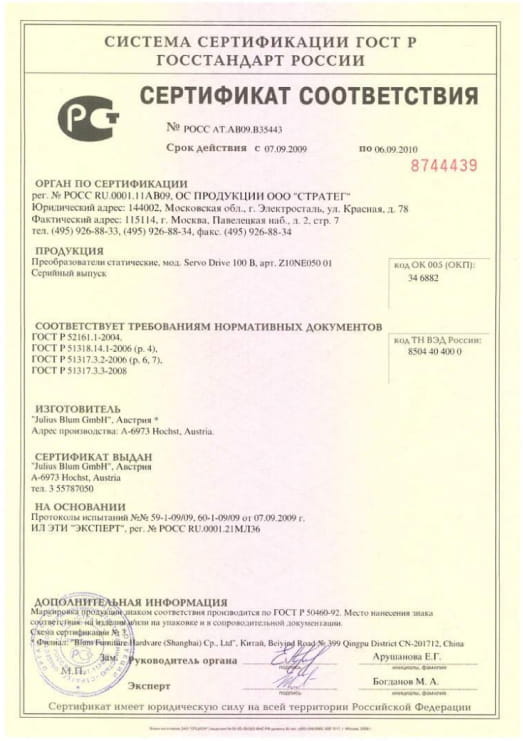 СИСТЕМА СЕРТИФИКАЦИИ ГОСТ Р
ГОССТАНДАРТ РОССИИ
СЕРТИФИКАТ СООТВЕТСТВИЯ
№ РОСС АТ.АВ09.В35443
Срок действия с 07.09.2009 по 06.09.2010
8744439
ОРГАН ПО СЕРТИФИКАЦИИ
рег. № РОСС RU.0001.11АВ09, ОС ПРОДУКЦИИ ООО "СТРАТЕГ"
Юридический адрес: 144002, Московская обл., г. Электросталь, ул. Красная, д. 78
Фактический адрес: 115114, г. Москва, Павелецкая наб., д. 2, стр. 7
тел. (495) 926-88-33, (495) 926-88-34, факс. (495) 926-88-34
ПРОДУКЦИЯ
Преобразователи статические, мод. Servo Drive 100 В, арт. Z10NE050 01
Серийный выпуск
код ОК 005 (ОКП):
34 6882
СООТВЕТСТВУЕТ ТРЕБОВАНИЯМ НОРМАТИВНЫХ ДОКУМЕНТОВ
ГОСТ Р 52161.1-2004,
ГОСТ Р 51318.14.1-2006 (р. 4),
ГОСТ Р 51317.3.2-2006 (р. 6, 7),
ГОСТ Р 51317.3.3-2008
код ТН ВЭД России:
8504 40 400 0
ИЗГОТОВИТЕЛЬ
"Julius Blum GmbH", Австрия *
Адрес производства: A-6973 Hochst, Austria.
СЕРТИФИКАТ ВЫДАН
"Julius Blum GmbH", Австрия
A-6973 Hochst, Austria
тел. 3 55787050
НА ОСНОВАНИИ
Протоколы испытаний №№ 59-1-09/09, 60-1-09/09 от 07.09.2009 г.
ИЛ ЭТИ "ЭКСПЕРТ", рег. № РОСС RU.0001.21МЛ36
ДОПОЛНИТЕЛЬНАЯ ИНФОРМАЦИЯ
Маркировка продукции знаком соответствия производится по ГОСТ Р 50460-92. Место нанесения знака
соответствия на изделии и/или на упаковке и в сопроводительной документации.
Схема сертификации № 3.
* Филиал: "Blum Furniture Hardware (Shanghai) Cp., Ltd", Китай, Beiyind Road № 399 Qingpu District CN-201712, China
Зам. Руководитель органа
подпись
Арушанова Е.Г.
инициалы, фамилия
М.П.
Эксперт
подпись
Богданов М. А.
инициалы, фамилия
Сертификат имеет юридическую силу на всей территории Российской Федерации